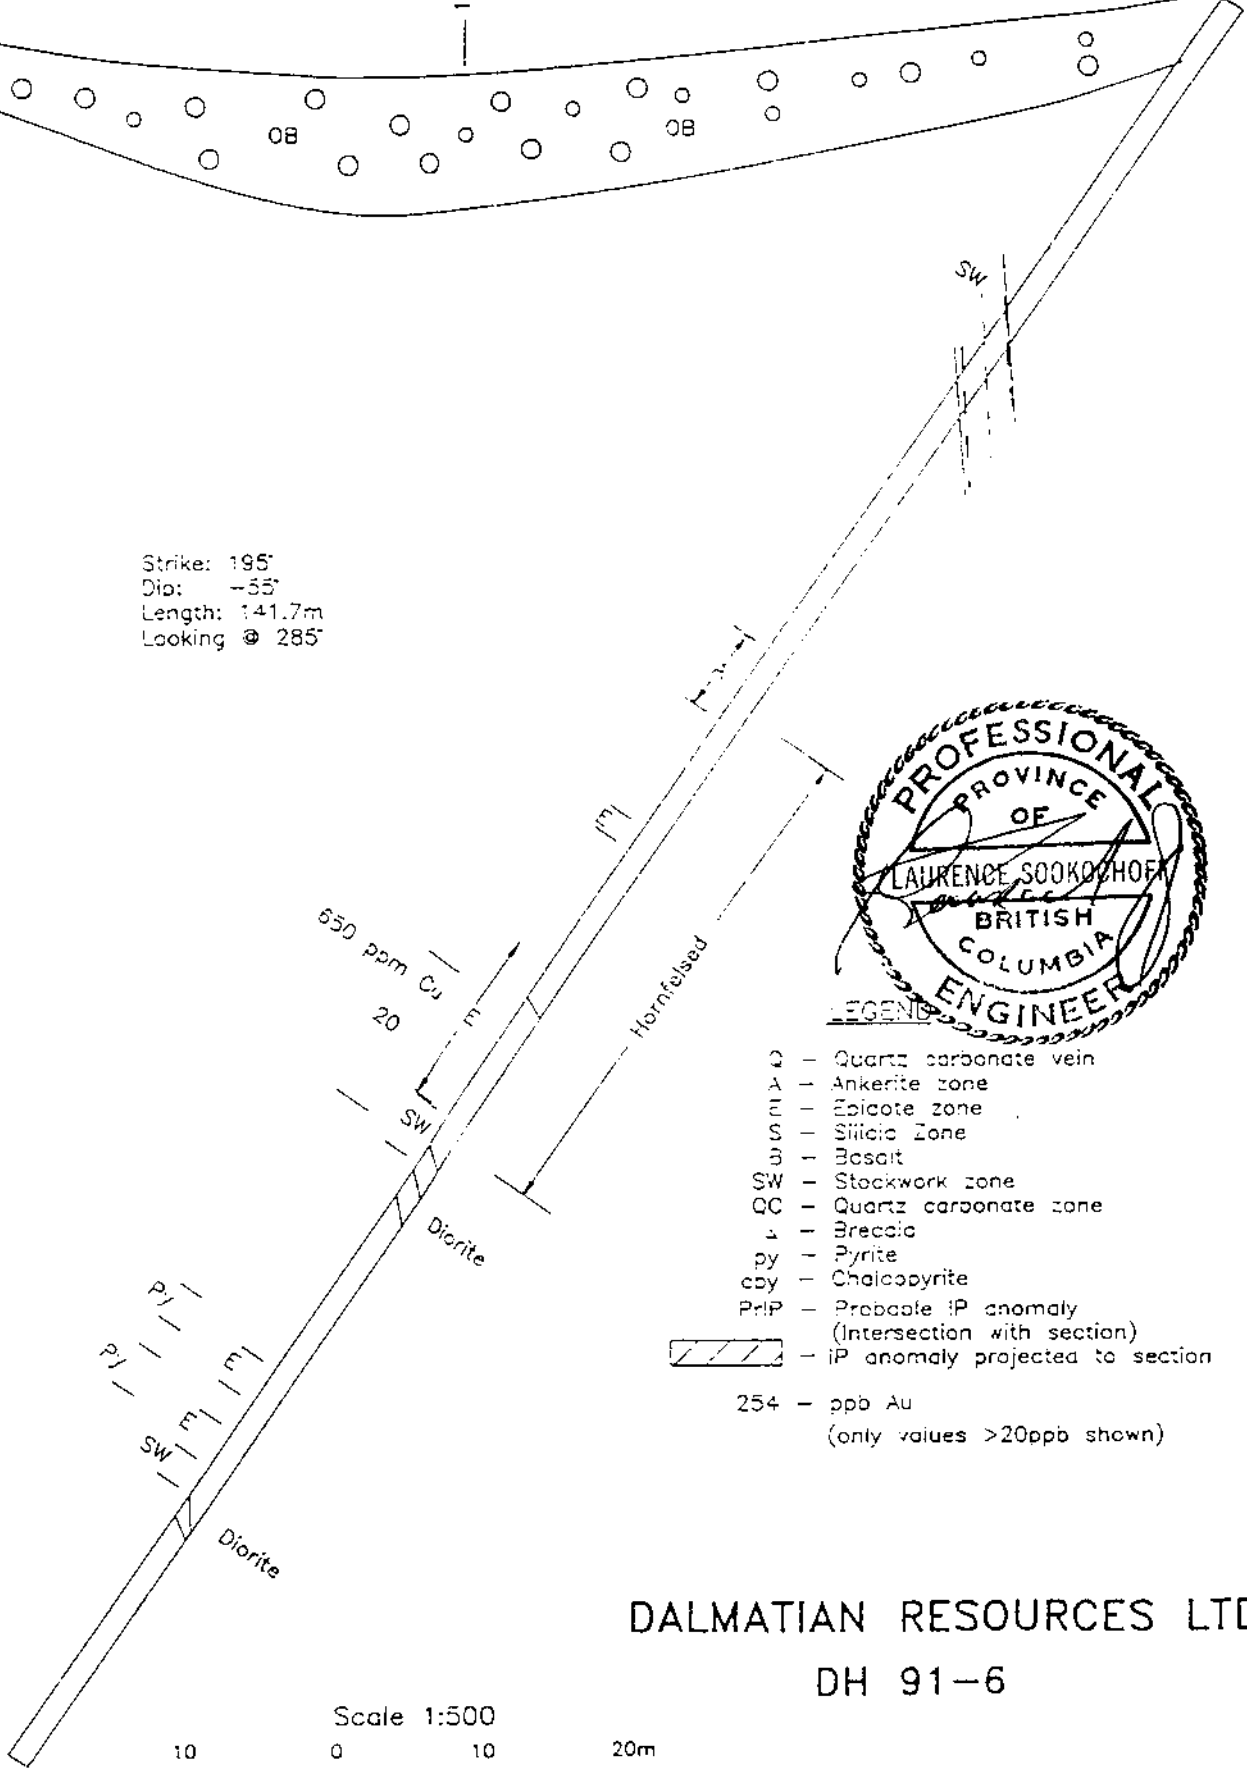 1
OB
OB
SW
Strike: 195°
Dip: -55°
Length: 141.7m
Looking @ 285°
E
650 ppm Cu
20
E
Hornfelsed
SW
Diorite
Py
Py
E
E
SW
Diorite
PROFESSIONAL
PROVINCE
OF
LAURENCE SOOKOCHOFF
BRITISH
COLUMBIA
ENGINEER
LEGEND
Q - Quartz carbonate vein
A - Ankerite zone
E - Epidote zone
S - Silicic Zone
B - Basalt
SW - Stockwork zone
QC - Quartz carbonate zone
- Breccia
py - Pyrite
cpy - Chalcopyrite
PrIP - Probable IP anomaly
(Intersection with section)
- IP anomaly projected to section
254 - ppb Au
(only values >20ppb shown)
DALMATIAN RESOURCES LTD
DH 91-6
Scale 1:500
10 0 10 20m